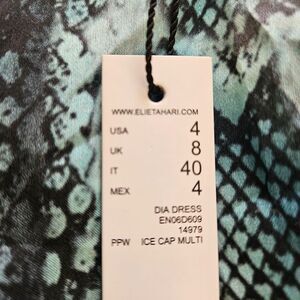 WWW.ELIETAHARI.COM
USA 4
UK 8
IT 40
MEX 4
DIA DRESS
EN06D609
14979
PPW ICE CAP MULTI